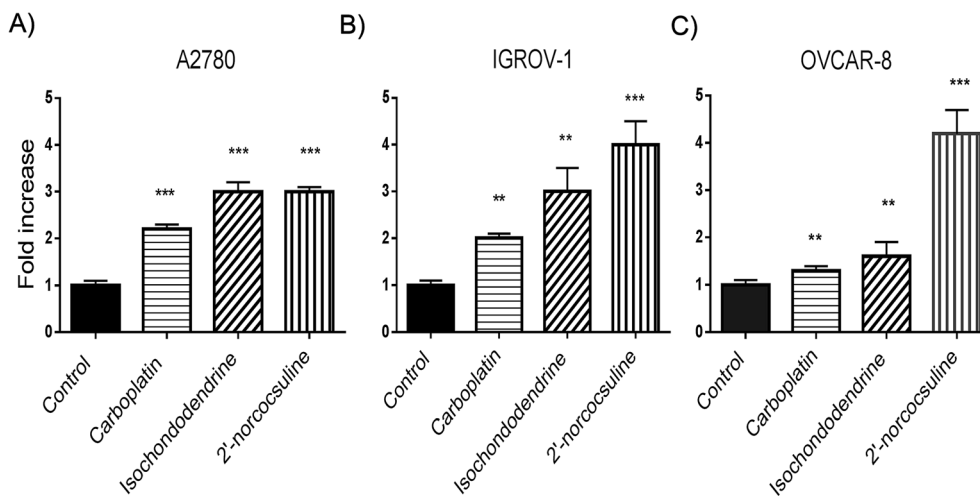 A)
A2780
Fold increase
5
4
3
2
1
0
***
***
***
Control
Carboplatin
Isochondodendrine
2'-norcocsuline
B)
IGROV-1
5
4
3
2
1
0
**
**
***
Control
Carboplatin
Isochondodendrine
2'-norcocsuline
C)
OVCAR-8
5
4
3
2
1
0
**
**
***
Control
Carboplatin
Isochondodendrine
2'-norcocsuline